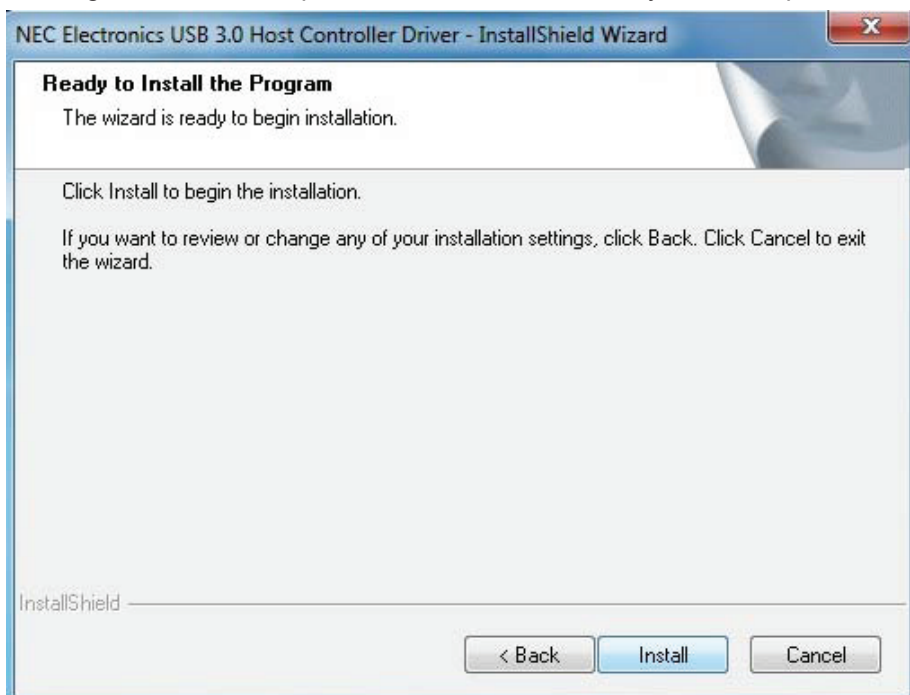 NEC Electronics USB 3.0 Host Controller Driver - InstallShield Wizard
Ready to Install the Program
The wizard is ready to begin installation.
Click Install to begin the installation.
If you want to review or change any of your installation settings, click Back. Click Cancel to exit
the wizard.
InstallShield
< Back
Install
Cancel